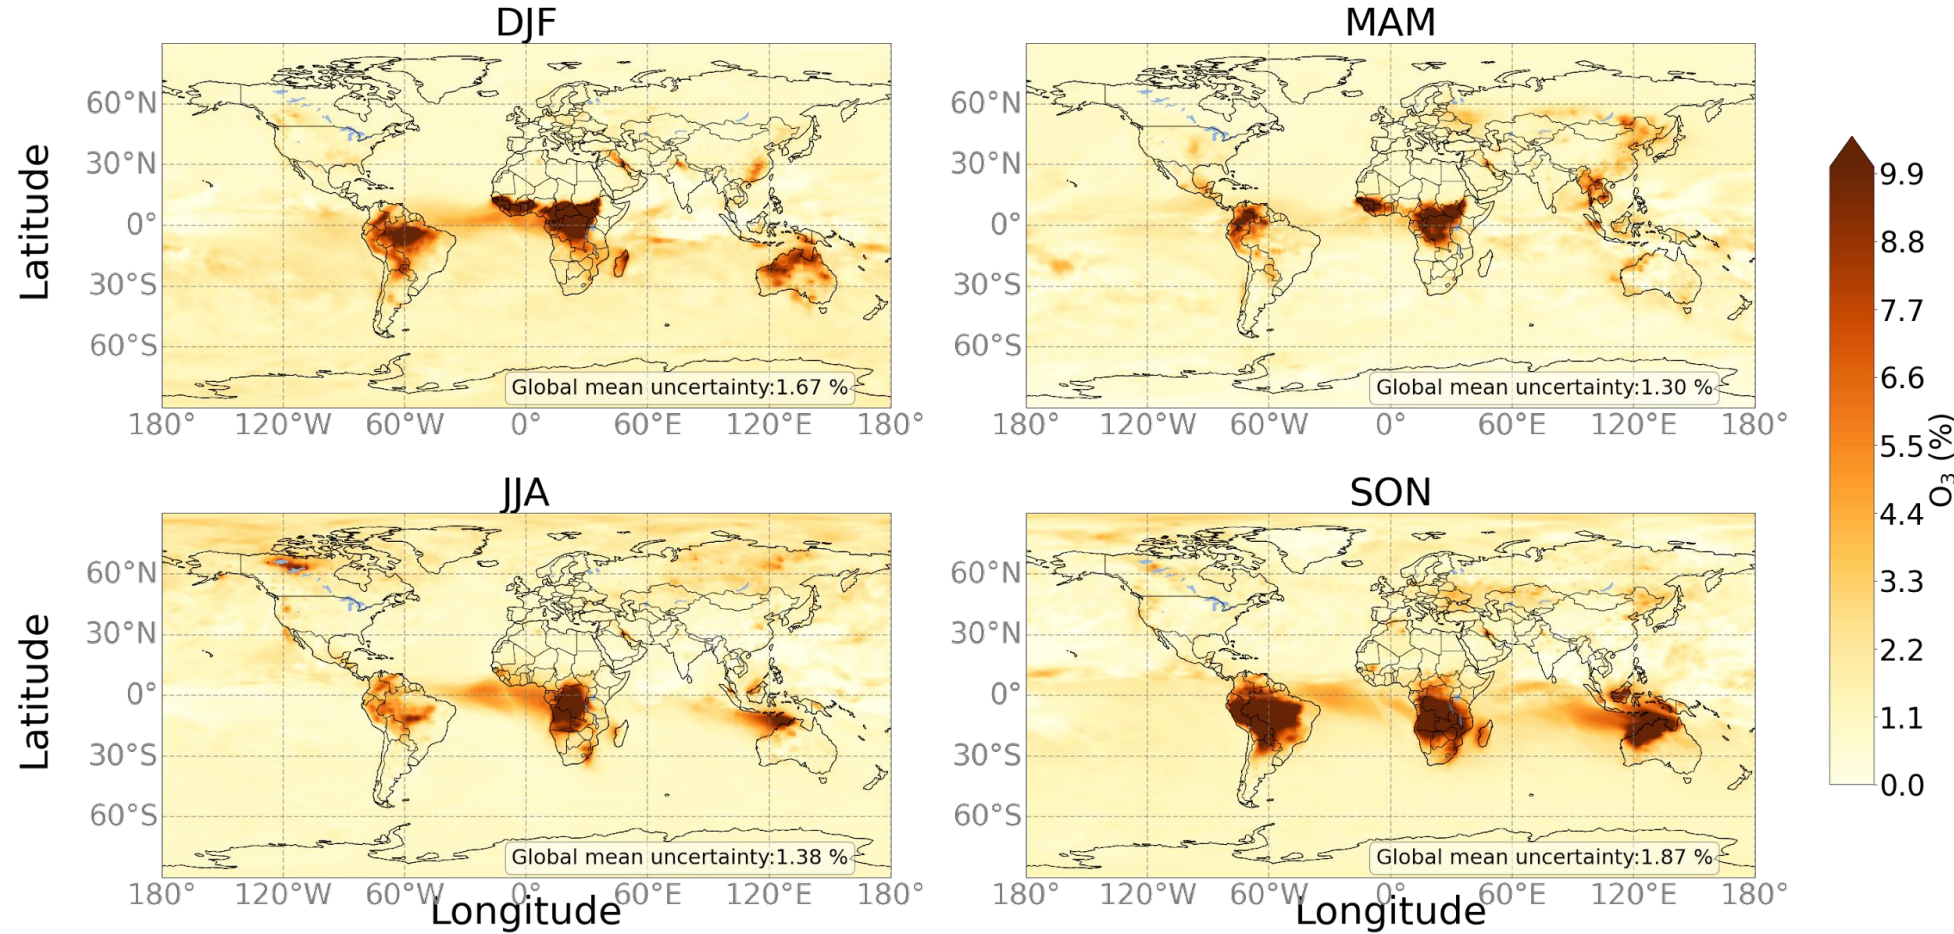 DJF
MAM
Latitude
60°N
30°N
0°
30°S
60°S
Global mean uncertainty:1.67 %
180°
120°W
60°W
0°
60°E
120°E
180°
60°N
30°N
0°
30°S
60°S
Global mean uncertainty:1.30 %
180°
120°W
60°W
0°
60°E
120°E
180°
JJA
SON
Latitude
60°N
30°N
0°
30°S
60°S
Global mean uncertainty:1.38 %
180°
120°W
60°W
0°
60°E
120°E
180°
Longitude
60°N
30°N
0°
30°S
60°S
Global mean uncertainty:1.87 %
180°
120°W
60°W
0°
60°E
120°E
180°
Longitude
9.9
8.8
7.7
6.6
5.5
4.4
3.3
2.2
1.1
0.0
O₃ (%)